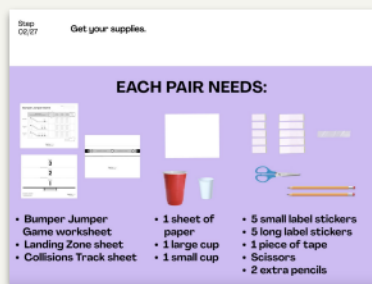 Step
02/27
Get your supplies.
EACH PAIR NEEDS:
• Bumper Jumper
Game worksheet
• Landing Zone sheet
• Collisions Track sheet
• 1 sheet of
paper
• 1 large cup
• 1 small cup
• 5 small label stickers
• 5 long label stickers
• 1 piece of tape
• Scissors
• 2 extra pencils